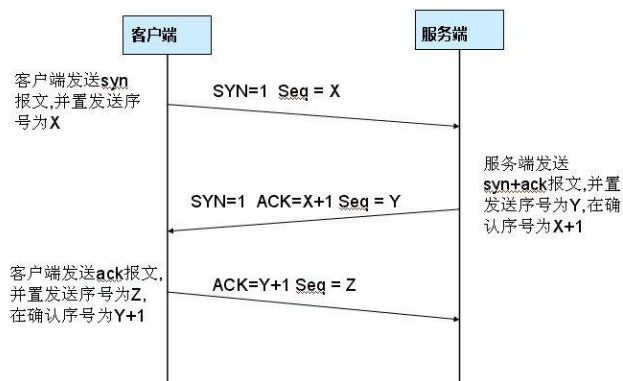 客户端
服务端
客户端发送syn
报文,并置发送序
号为X
SYN=1 Seq = X
服务端发送
syn+ack报文,并置
发送序号为Y,在确
认序号为X+1
SYN=1 ACK=X+1 Seq = Y
客户端发送ack报文,
并置发送序号为Z,
在确认序号为Y+1
ACK=Y+1 Seq = Z